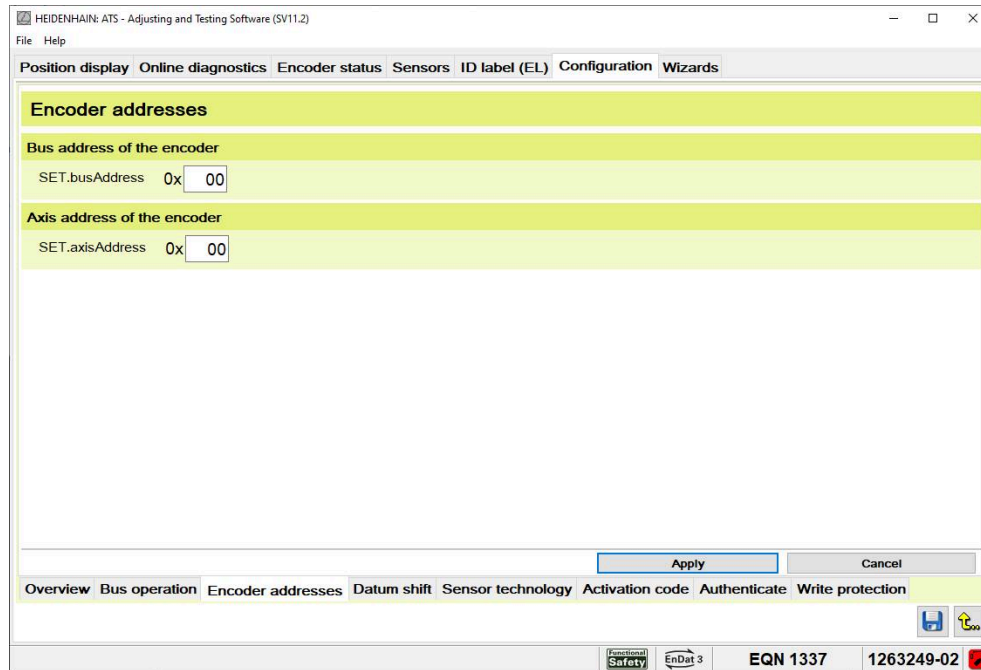 HEIDENHAIN: ATS - Adjusting and Testing Software (SV11.2)
File Help
Position display Online diagnostics Encoder status Sensors ID label (EL) Configuration Wizards
Encoder addresses
Bus address of the encoder
SET.busAddress 0x 00
Axis address of the encoder
SET.axisAddress 0x 00
Apply Cancel
Overview Bus operation Encoder addresses Datum shift Sensor technology Activation code Authenticate Write protection
Functional
Safety EnDat 3 EQN 1337 1263249-02